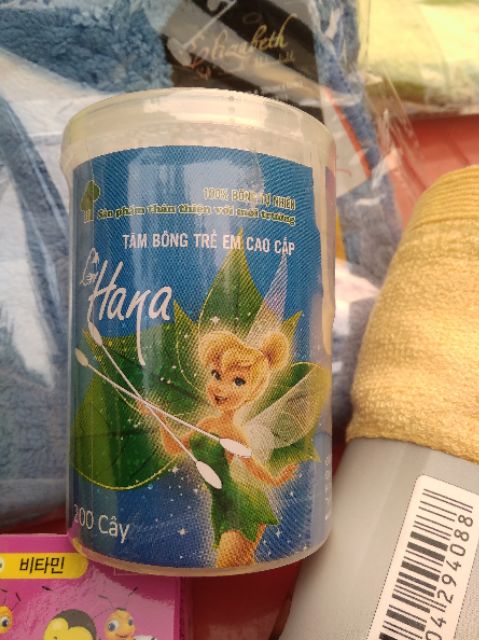 Elizabeth
100% BÔNG TỰ NHIÊN
Sản phẩm thân thiện với môi trường
TĂM BÔNG TRẺ EM CAO CẤP
Hana
200 Cây
비타민
4294088